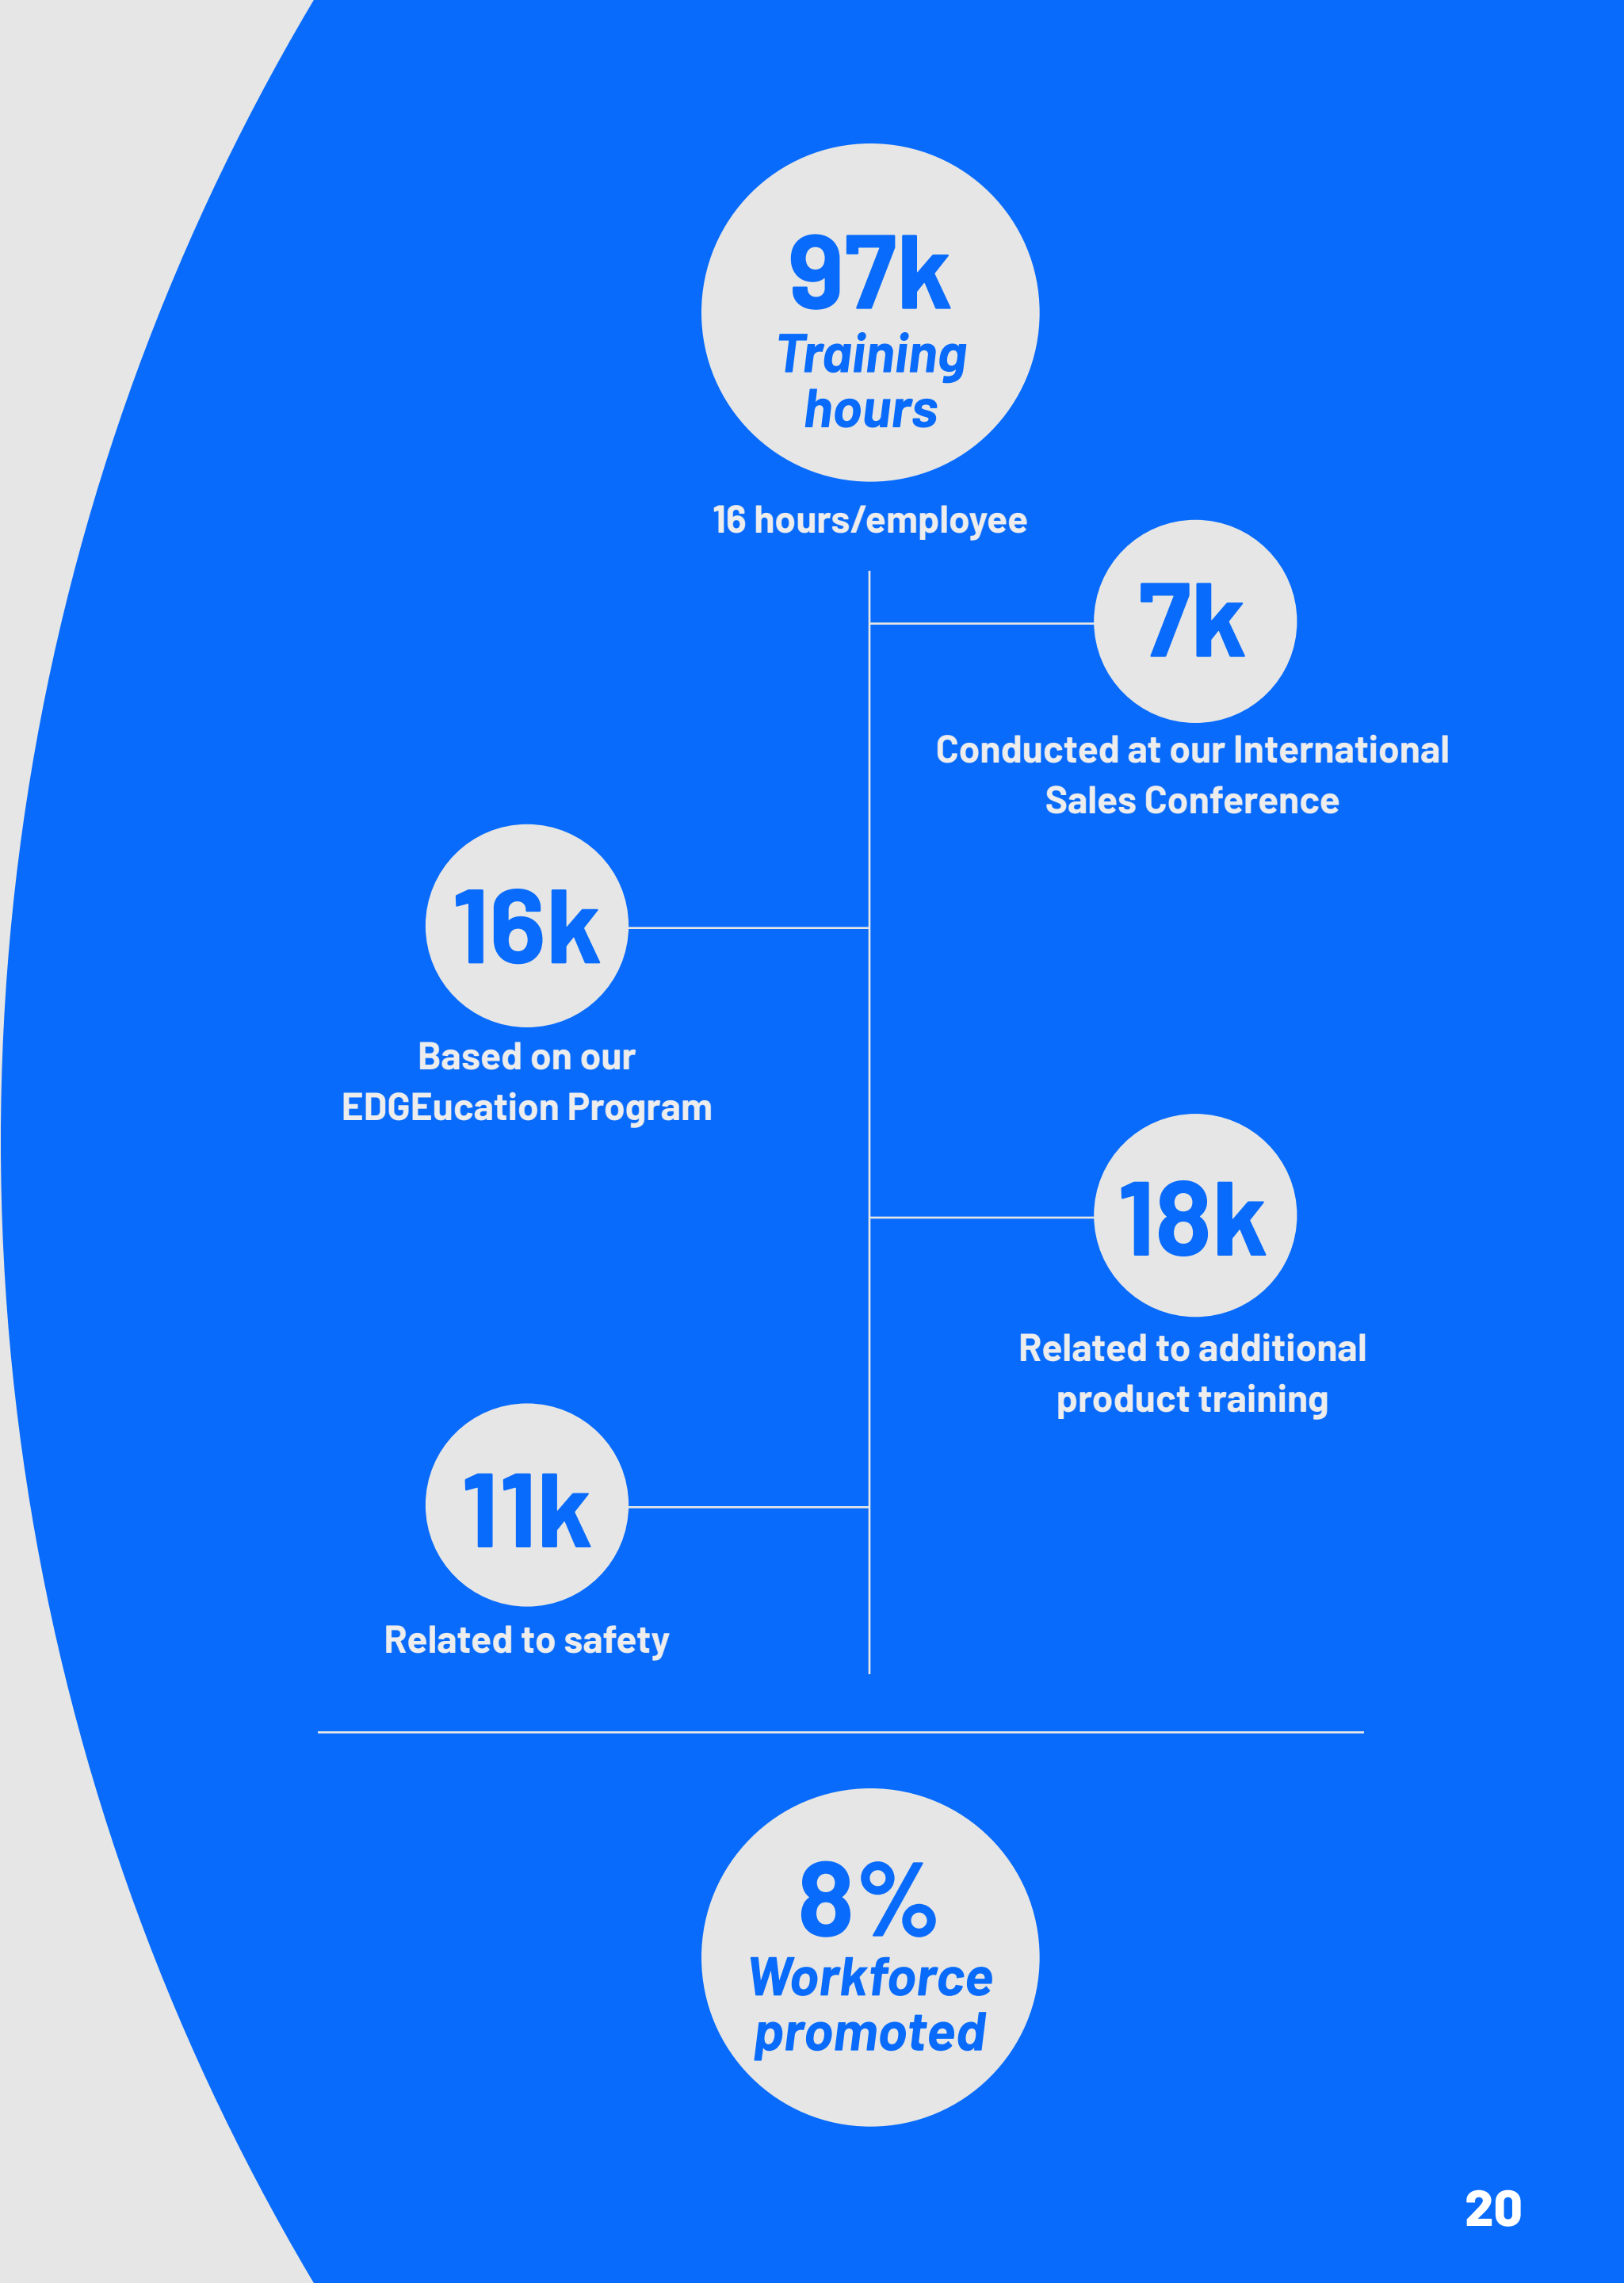 97k
Training
hours
16 hours/employee
7k
Conducted at our International
Sales Conference
16k
Based on our
EDGEucation Program
18k
Related to additional
product training
11k
Related to safety
8%
Workforce
promoted
20